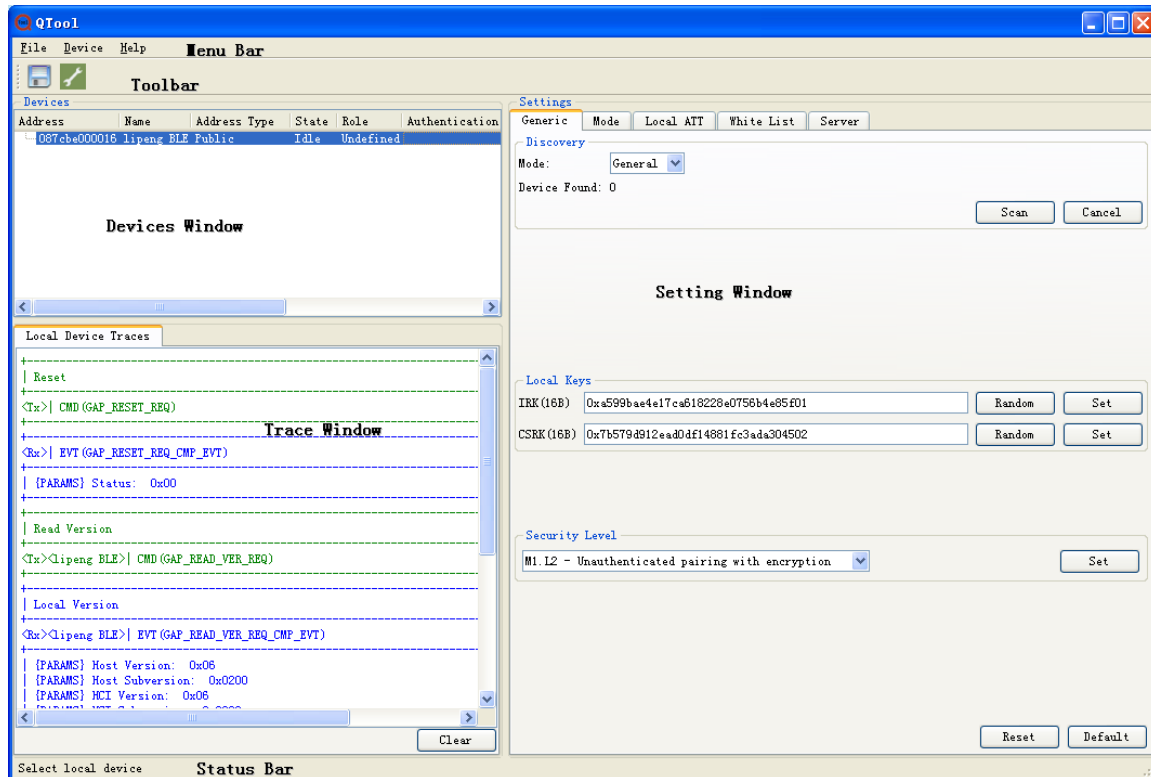 QTool
File Device Help Menu Bar
Toolbar
Devices
Address Name Address Type State Role Authentication
087cbe000016 lipeng BLE Public Idle Undefined
Devices Window
Local Device Traces
| Reset
<Tx>| CMD(GAP_RESET_REQ)
Trace Window
<Rx>| EVT(GAP_RESET_REQ_CMP_EVT)
| {PARAMS} Status: 0x00
| Read Version
<Tx><lipeng BLE>| CMD(GAP_READ_VER_REQ)
| Local Version
<Rx><lipeng BLE>| EVT(GAP_READ_VER_REQ_CMP_EVT)
| {PARAMS} Host Version: 0x06
| {PARAMS} Host Subversion: 0x0200
| {PARAMS} HCI Version: 0x06
Clear
Settings
Generic Mode Local ATT White List Server
Discovery
Mode: General
Device Found: 0
Scan Cancel
Setting Window
Local Keys
IRK(16B) 0xa599bae4e17ca618228e0756b4e85f01 Random Set
CSRK(16B) 0x7b579d912ead0df14881fc3ada304502 Random Set
Security Level
M1.L2 - Unauthenticated pairing with encryption Set
Reset Default
Select local device Status Bar